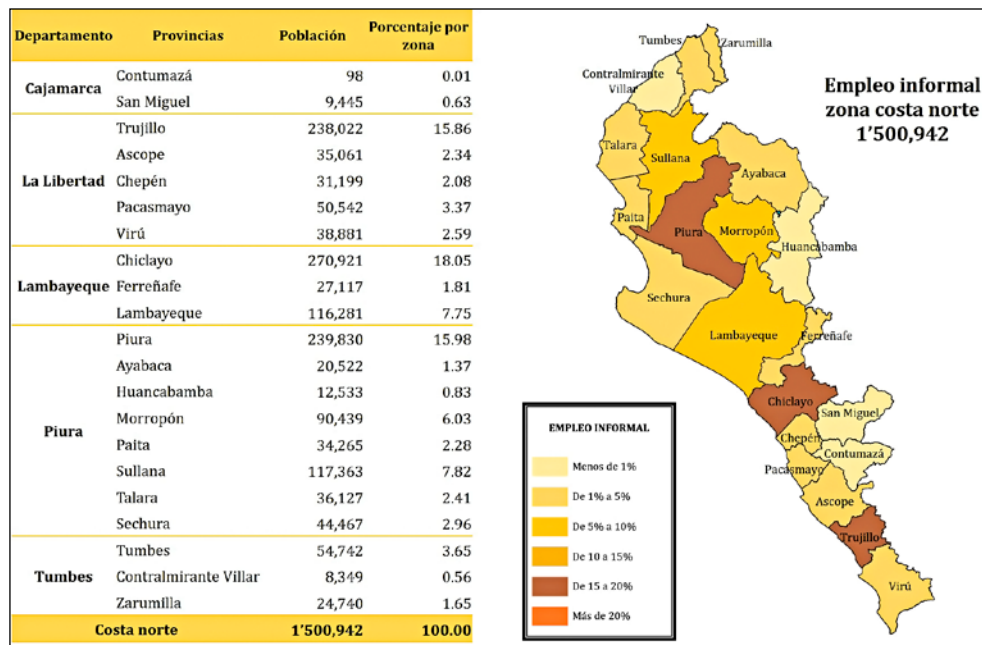 Departamento Provincias Población Porcentaje por zona
Cajamarca
Contumazá 98 0.01
San Miguel 9,445 0.63
La Libertad
Trujillo 238,022 15.86
Ascope 35,061 2.34
Chepén 31,199 2.08
Pacasmayo 50,542 3.37
Virú 38,881 2.59
Lambayeque
Chiclayo 270,921 18.05
Ferreñafe 27,117 1.81
Lambayeque 116,281 7.75
Piura
Piura 239,830 15.98
Ayabaca 20,522 1.37
Huancabamba 12,533 0.83
Morropón 90,439 6.03
Paita 34,265 2.28
Sullana 117,363 7.82
Talara 36,127 2.41
Sechura 44,467 2.96
Tumbes
Tumbes 54,742 3.65
Contralmirante Villar 8,349 0.56
Zarumilla 24,740 1.65
Costa norte 1'500,942 100.00
Empleo informal
zona costa norte
1'500,942
Tumbes
Zarumilla
Contralmirante
Villar
Talara
Sullana
Ayabaca
Paita
Piura
Morropón
Huancabamba
Sechura
Lambayeque
Ferreñafe
Chiclayo
San Miguel
Chepén
Contumazá
Pacasmayo
Ascope
Trujillo
Virú
EMPLEO INFORMAL
Menos de 1%
De 1% a 5%
De 5% a 10%
De 10 a 15%
De 15 a 20%
Más de 20%